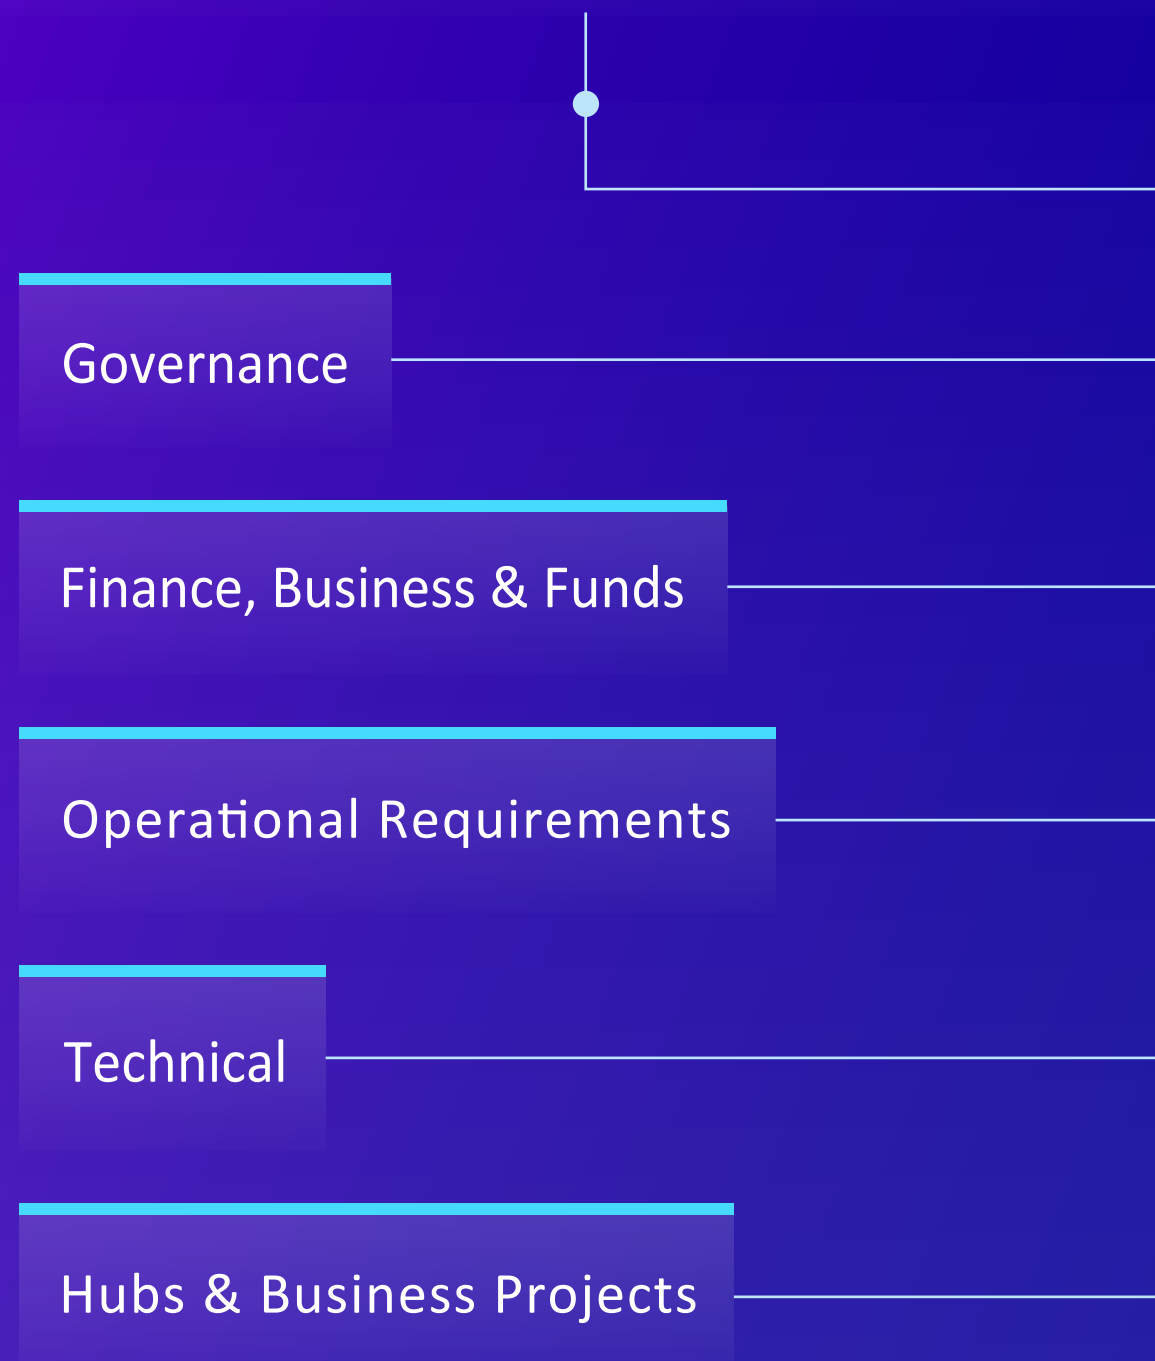 Governance
Finance, Business & Funds
Operational Requirements
Technical
Hubs & Business Projects